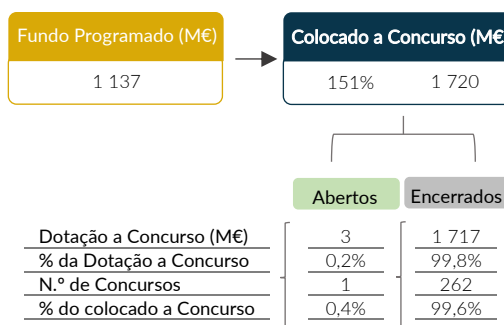 Fundo Programado (M€)
Colocado a Concurso (M€
1 137
151% 1 720
Abertos Encerrados
Dotação a Concurso (M€) 3 1 717
% da Dotação a Concurso 0,2% 99,8%
N.º de Concursos 1 262
% do colocado a Concurso 0,4% 99,6%